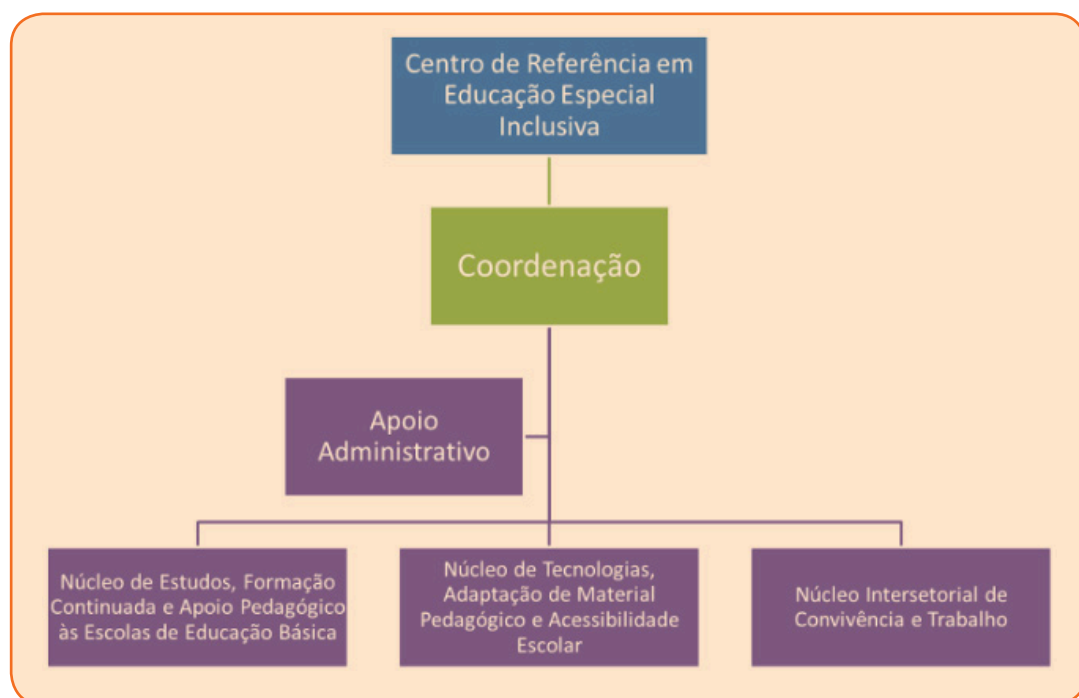 Centro de Referência em
Educação Especial
Inclusiva
Coordenação
Apoio
Administrativo
Núcleo de Estudos, Formação
Continuada e Apoio Pedagógico
às Escolas de Educação Básica
Núcleo de Tecnologias,
Adaptação de Material
Pedagógico e Acessibilidade
Escolar
Núcleo Intersetorial de
Convivência e Trabalho